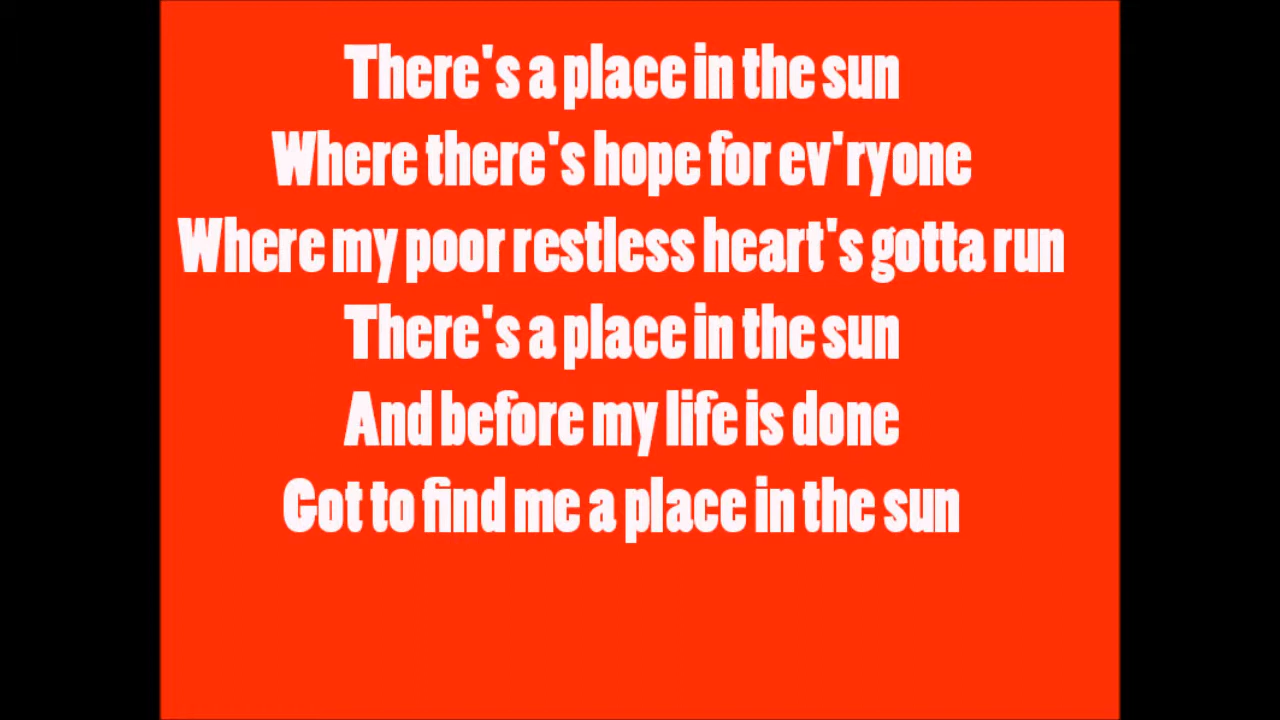 There's a place in the sun
Where there's hope for ev'ryone
Where my poor restless heart's gotta run
There's a place in the sun
And before my life is done
Got to find me a place in the sun